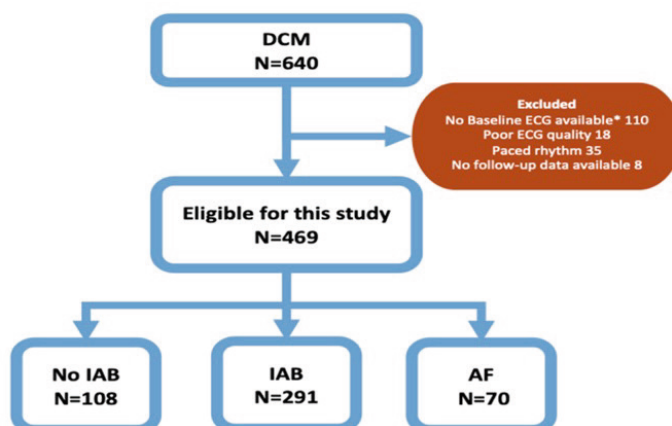 DCM
N=640
Excluded
No Baseline ECG available* 110
Poor ECG quality 18
Paced rhythm 35
No follow-up data available 8
Eligible for this study
N=469
No IAB
N=108
IAB
N=291
AF
N=70